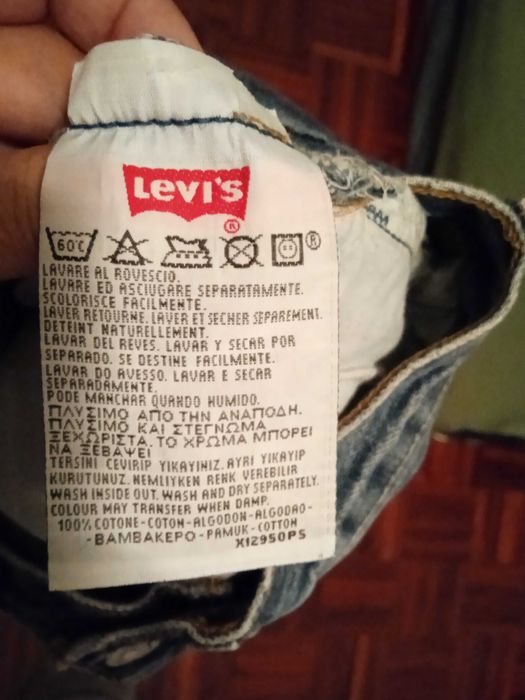 Levi's®
60C ®
LAVARE AL ROVESCIO.
LAVARE ED ASCIUGARE SEPARATAMENTE.
SCOLORISCE FACILMENTE.
LAVER RETOURNE. LAVER ET SECHER SEPAREMENT.
DETEINT NATURELLEMENT.
LAVAR DEL REVES. LAVAR Y SECAR POR
SEPARADO. SE DESTINE FACILMENTE.
LAVAR DO AVESSO. LAVAR E SECAR
SEPARADAMENTE.
PODE MANCHAR QUANDO HUMIDO.
ΠΛΥΣΙΜΟ ΑΠΟ ΤΗΝ ΑΝΑΠΟΔΗ.
ΠΛΥΣΙΜΟ ΚΑΙ ΣΤΕΓΝΩΜΑ
ΞΕΧΩΡΙΣΤΑ. ΤΟ ΧΡΩΜΑ ΜΠΟΡΕΙ
ΝΑ ΞΕΒΑΨΕΙ
TERSINI CEVIRIP YIKAYINIZ. AYRI YIKAYIP
KURUTUNUZ. NEMLIYKEN RENK VEREBILIR
WASH INSIDE OUT. WASH AND DRY SEPARATELY.
COLOUR MAY TRANSFER WHEN DAMP.
100% COTONE-COTON-ALGODON-ALGODAO-
-BAMBAKEPO-PAMUK-COTTON
X12950PS